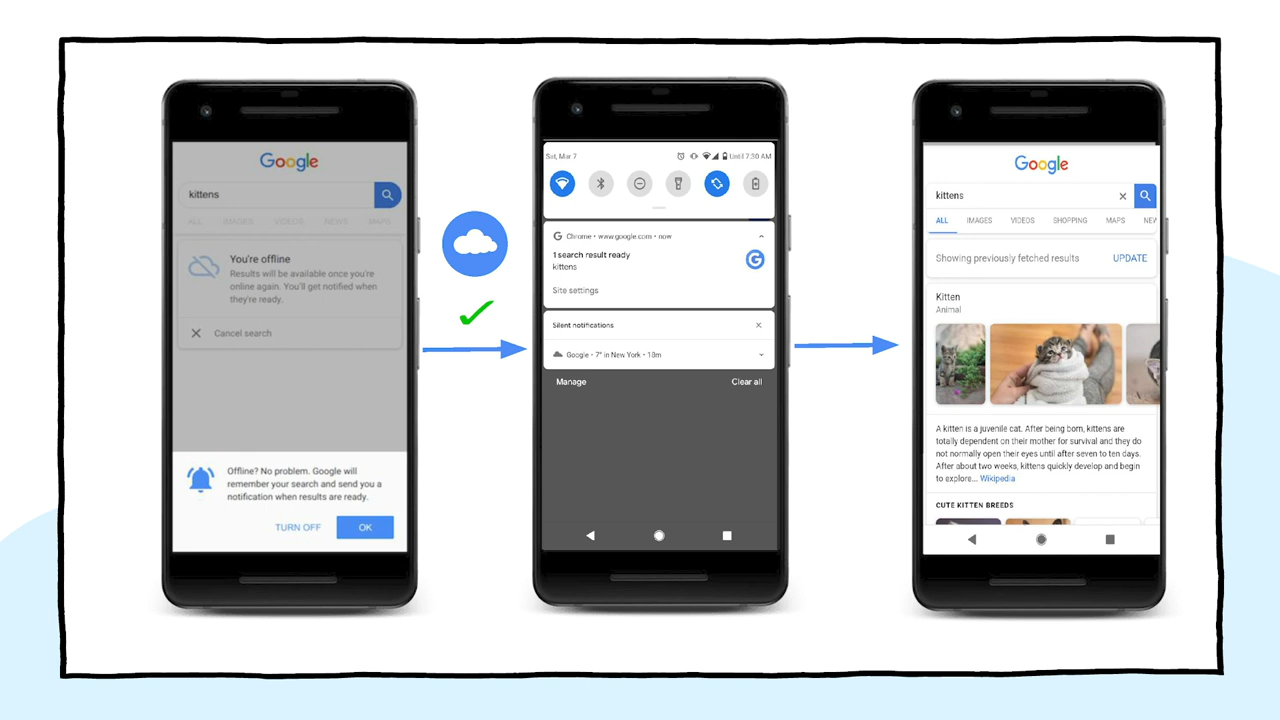 Google
kittens
ALL IMAGES VIDEOS NEWS MAPS
You're offline
Results will be available once you're
online again. You'll get notified when
they're ready.
Cancel search
Offline? No problem. Google will
remember your search and send you a
notification when results are ready.
TURN OFF OK
Sat, Mar 7 Until 7:30 AM
G Chrome • www.google.com • now
1 search result ready
kittens
G
Site settings
Silent notifications
Google • 7° in New York • 18m
Manage Clear all
Google
kittens
ALL IMAGES VIDEOS SHOPPING MAPS NEW
Showing previously fetched results UPDATE
Kitten
Animal
A kitten is a juvenile cat. After being born, kittens are
totally dependent on their mother for survival and they do
not normally open their eyes until after seven to ten days.
After about two weeks, kittens quickly develop and begin
to explore... Wikipedia
CUTE KITTEN BREEDS